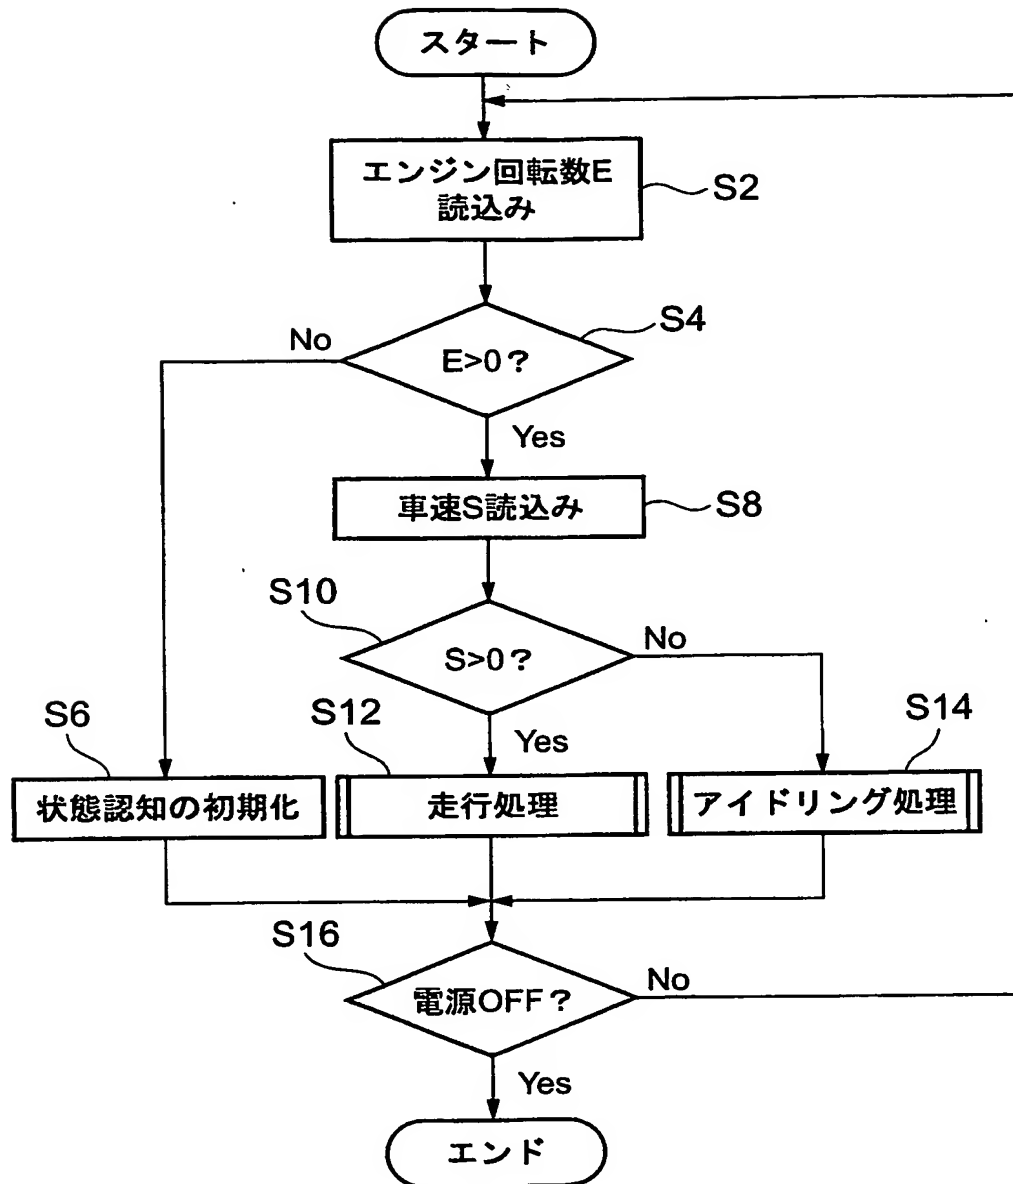 スタート
エンジン回転数E
読込み
S2
S4
No
E>0?
Yes
車速S読込み
S8
S10
No
S>0?
S6
S12
Yes
S14
状態認知の初期化
走行処理
アイドリング処理
S16
No
電源OFF?
Yes
エンド